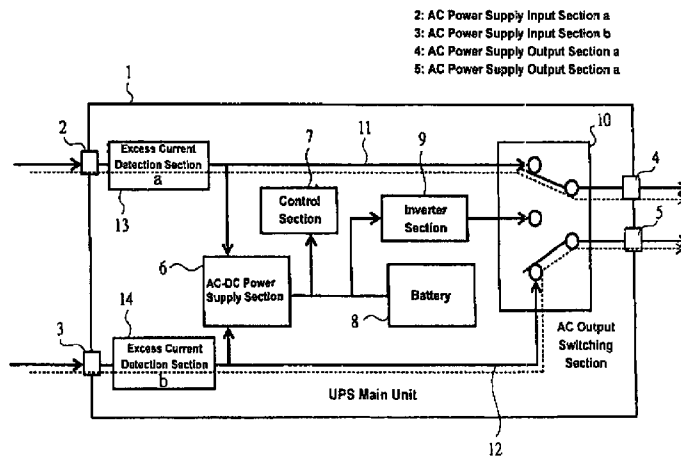 2: AC Power Supply Input Section a
3: AC Power Supply Input Section b
4: AC Power Supply Output Section a
5: AC Power Supply Output Section a
1
10
2
Excess Current
Detection Section
a
13
11
7
9
4
Control
Section
Inverter
Section
5
6
AC-DC Power
Supply Section
Battery
8
14
3
Excess Current
Detection Section
b
AC Output
Switching
Section
UPS Main Unit
12